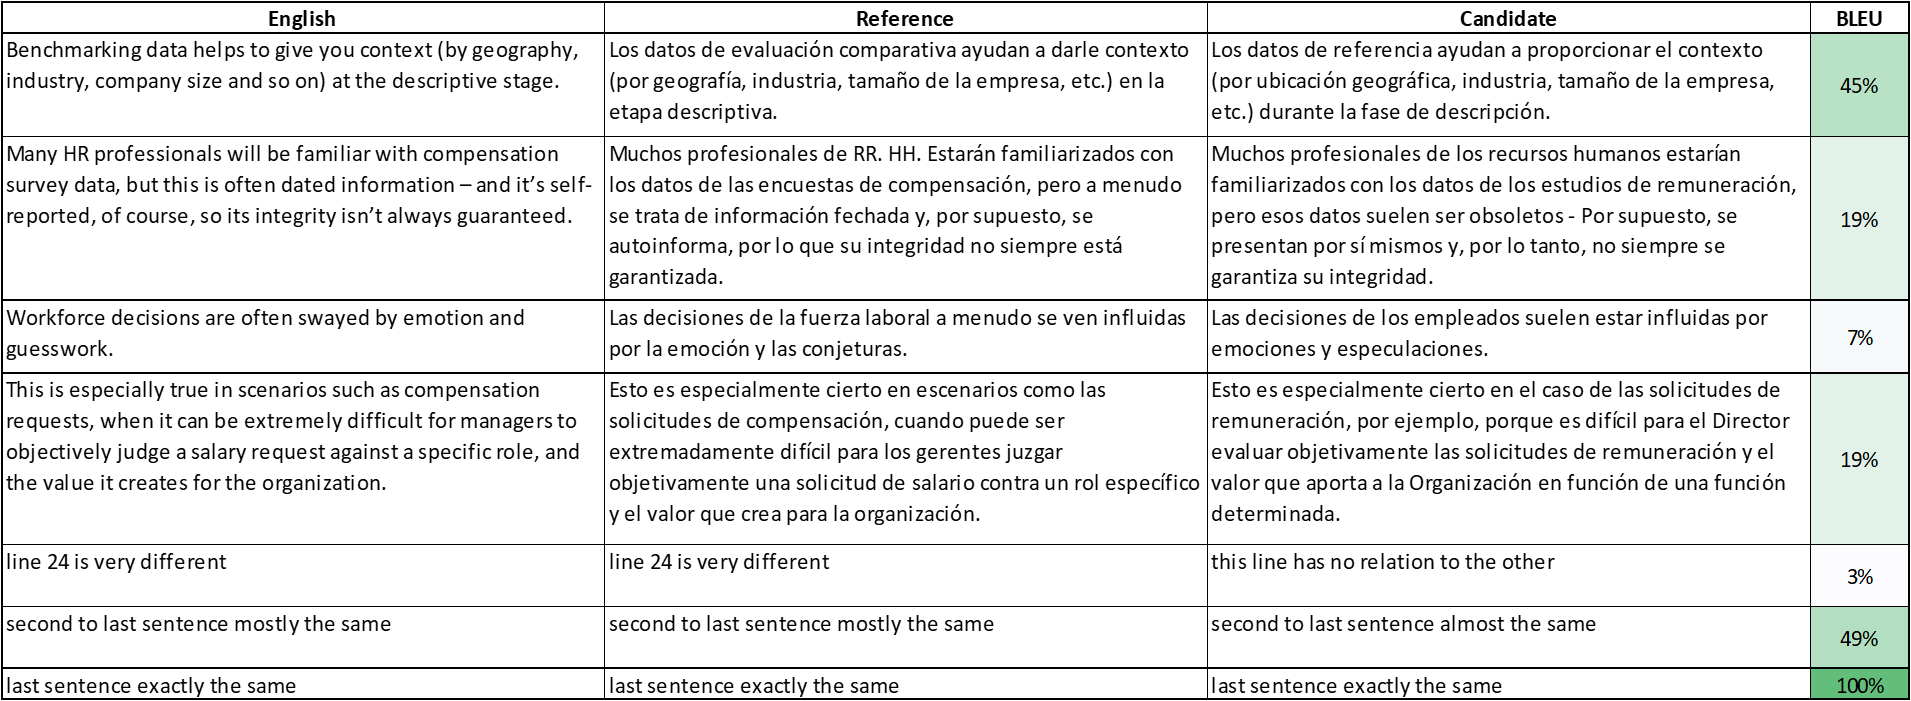 English Reference Candidate BLEU
Benchmarking data helps to give you context (by geography,
industry, company size and so on) at the descriptive stage.
Los datos de evaluación comparativa ayudan a darle contexto
(por geografía, industria, tamaño de la empresa, etc.) en la
etapa descriptiva.
Los datos de referencia ayudan a proporcionar el contexto
(por ubicación geográfica, industria, tamaño de la empresa,
etc.) durante la fase de descripción.
45%
Many HR professionals will be familiar with compensation
survey data, but this is often dated information – and it’s self-
reported, of course, so its integrity isn’t always guaranteed.
Muchos profesionales de RR. HH. Estarán familiarizados con
los datos de las encuestas de compensación, pero a menudo
se trata de información fechada y, por supuesto, se
autoinforma, por lo que su integridad no siempre está
garantizada.
Muchos profesionales de los recursos humanos estarían
familiarizados con los datos de los estudios de remuneración,
pero esos datos suelen ser obsoletos - Por supuesto, se
presentan por sí mismos y, por lo tanto, no siempre se
garantiza su integridad.
19%
Workforce decisions are often swayed by emotion and
guesswork.
Las decisiones de la fuerza laboral a menudo se ven influidas
por la emoción y las conjeturas.
Las decisiones de los empleados suelen estar influidas por
emociones y especulaciones.
7%
This is especially true in scenarios such as compensation
requests, when it can be extremely difficult for managers to
objectively judge a salary request against a specific role, and
the value it creates for the organization.
Esto es especialmente cierto en escenarios como las
solicitudes de compensación, cuando puede ser
extremadamente difícil para los gerentes juzgar
objetivamente una solicitud de salario contra un rol específico
y el valor que crea para la organización.
Esto es especialmente cierto en el caso de las solicitudes de
remuneración, por ejemplo, porque es difícil para el Director
evaluar objetivamente las solicitudes de remuneración y el
valor que aporta a la Organización en función de una función
determinada.
19%
line 24 is very different
line 24 is very different
this line has no relation to the other
3%
second to last sentence mostly the same
second to last sentence mostly the same
second to last sentence almost the same
49%
last sentence exactly the same
last sentence exactly the same
last sentence exactly the same
100%